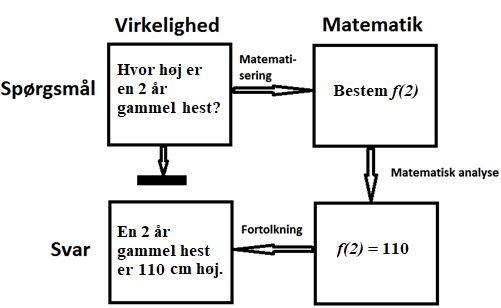 Virkelighed
Matematik
Spørgsmål
Hvor høj er
en 2 år
gammel hest?
Matemati-
sering
Bestem f(2)
Matematisk analyse
Svar
En 2 år
gammel hest
er 110 cm høj.
Fortolkning
f(2) = 110